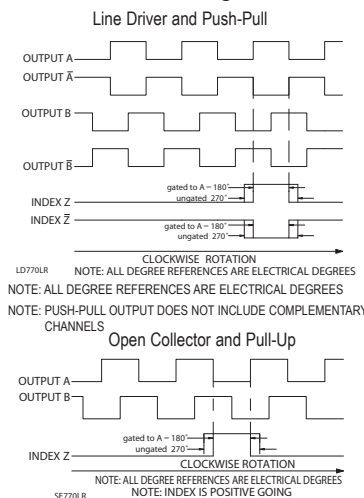 Line Driver and Push-Pull
OUTPUT A
OUTPUT A̅
OUTPUT B
OUTPUT B̅
gated to A – 180˚
ungated 270˚
INDEX Z
INDEX Z̅
gated to A – 180˚
ungated 270˚
CLOCKWISE ROTATION
LD770LR
NOTE: ALL DEGREE REFERENCES ARE ELECTRICAL DEGREES
NOTE: ALL DEGREE REFERENCES ARE ELECTRICAL DEGREES
NOTE: PUSH-PULL OUTPUT DOES NOT INCLUDE COMPLEMENTARY
CHANNELS
Open Collector and Pull-Up
OUTPUT A
OUTPUT B
gated to A – 180˚
ungated 270˚
INDEX Z
CLOCKWISE ROTATION
NOTE: ALL DEGREE REFERENCES ARE ELECTRICAL DEGREES
SF770LR
NOTE: INDEX IS POSITIVE GOING